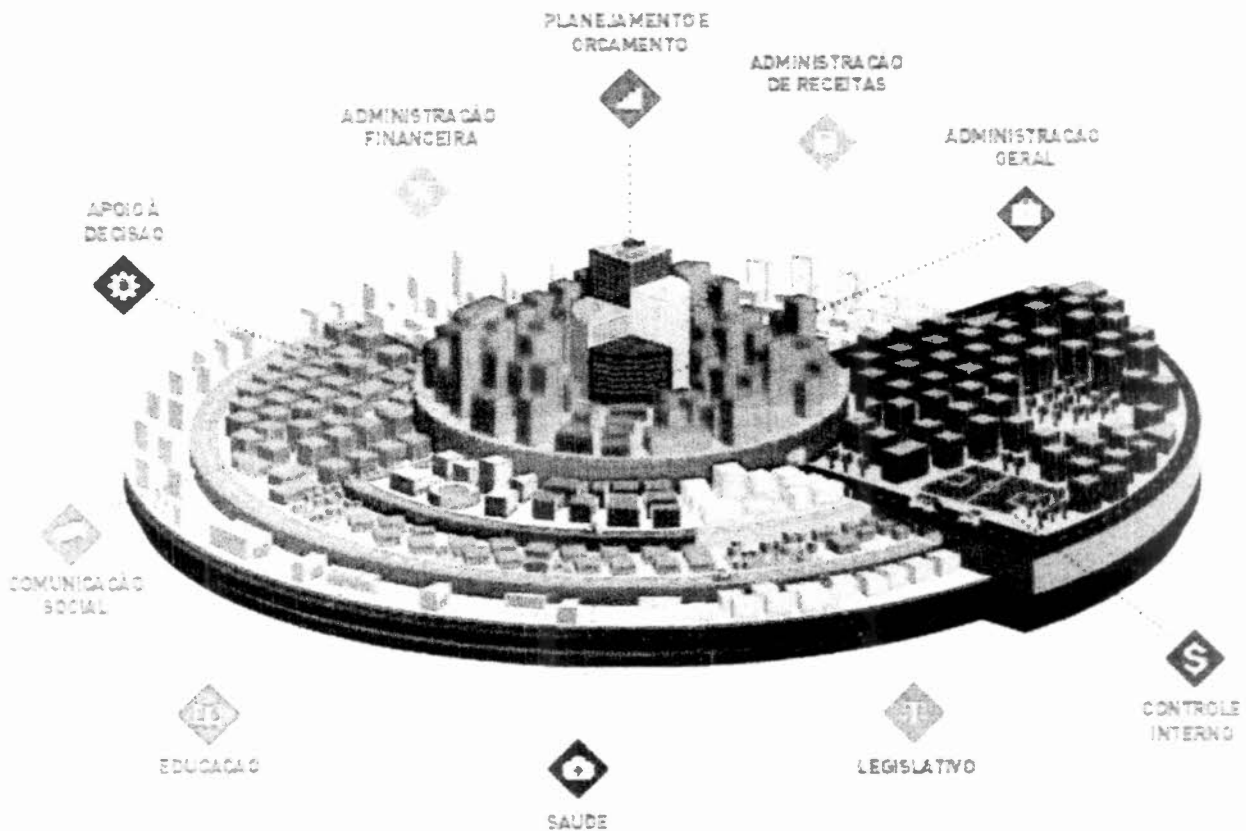 PLANEJAMENTO E
ORÇAMENTO
ADMINISTRAÇÃO
DE RECEITAS
ADMINISTRAÇÃO
FINANCEIRA
ADMINISTRAÇÃO
GERAL
APOIO À
DECISÃO
COMUNICAÇÃO
SOCIAL
EDUCAÇÃO
SAÚDE
LEGISLATIVO
$
CONTROLE
INTERNO